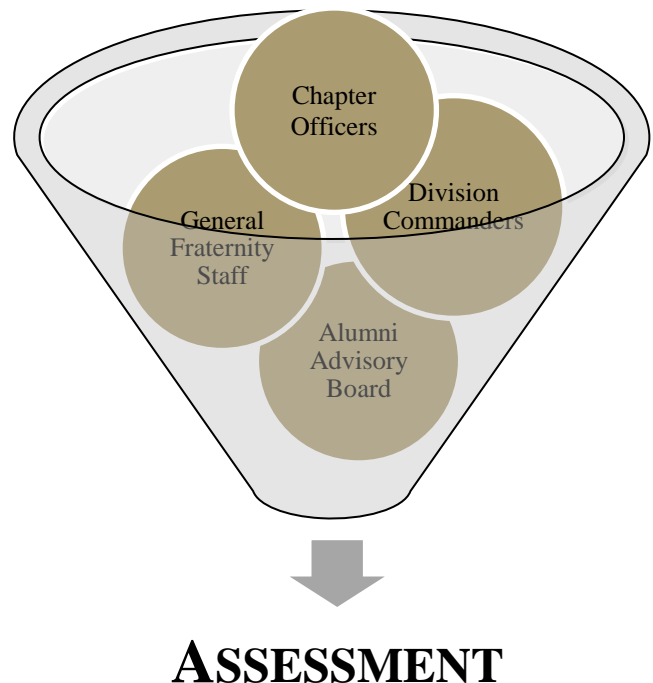 Chapter
Officers
Division
Commanders
General
Fraternity
Staff
Alumni
Advisory
Board
ASSESSMENT